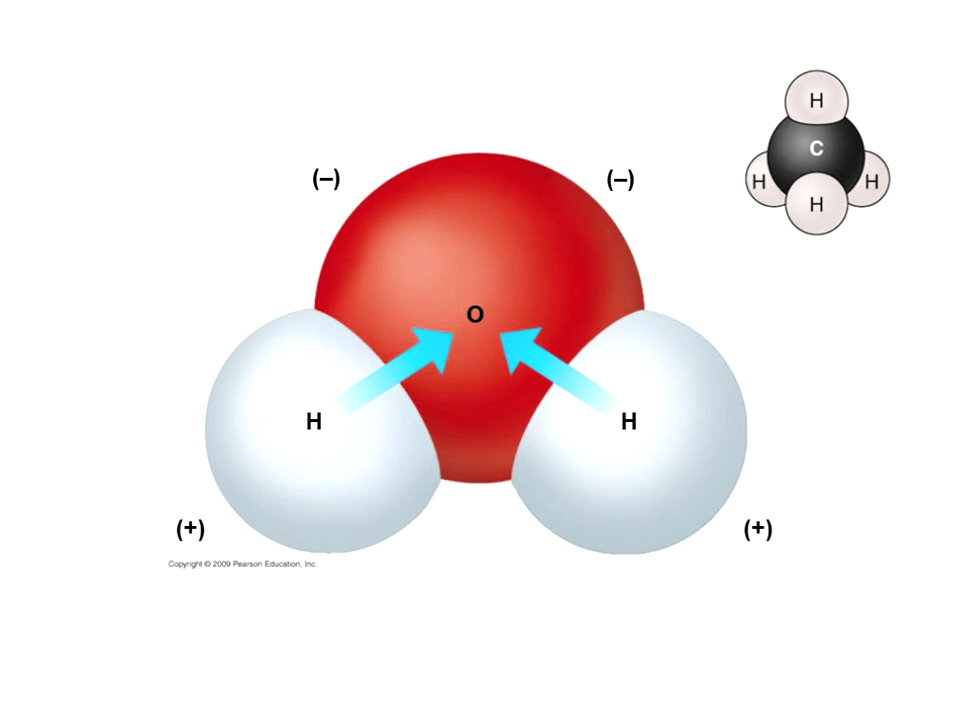 H
C
H
H
H
(–)
(–)
O
H
H
(+)
(+)
Copyright © 2009 Pearson Education, Inc.